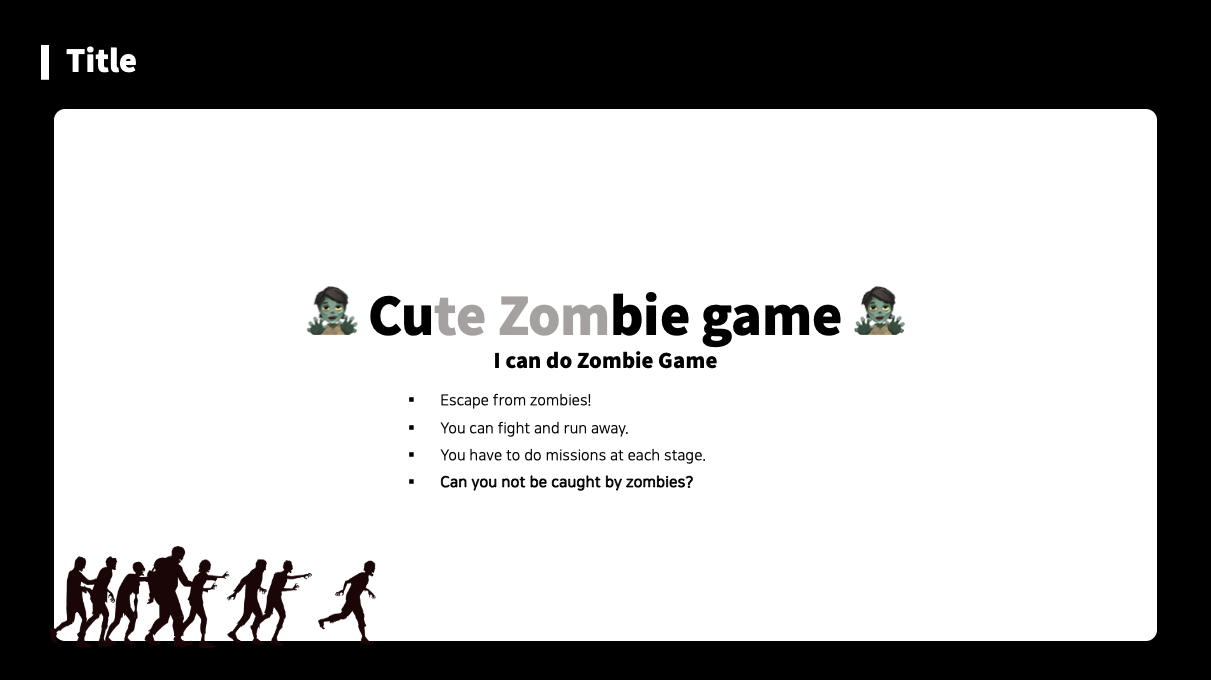 Title
Cute Zombie game
I can do Zombie Game
▪ Escape from zombies!
▪ You can fight and run away.
▪ You have to do missions at each stage.
▪ Can you not be caught by zombies?